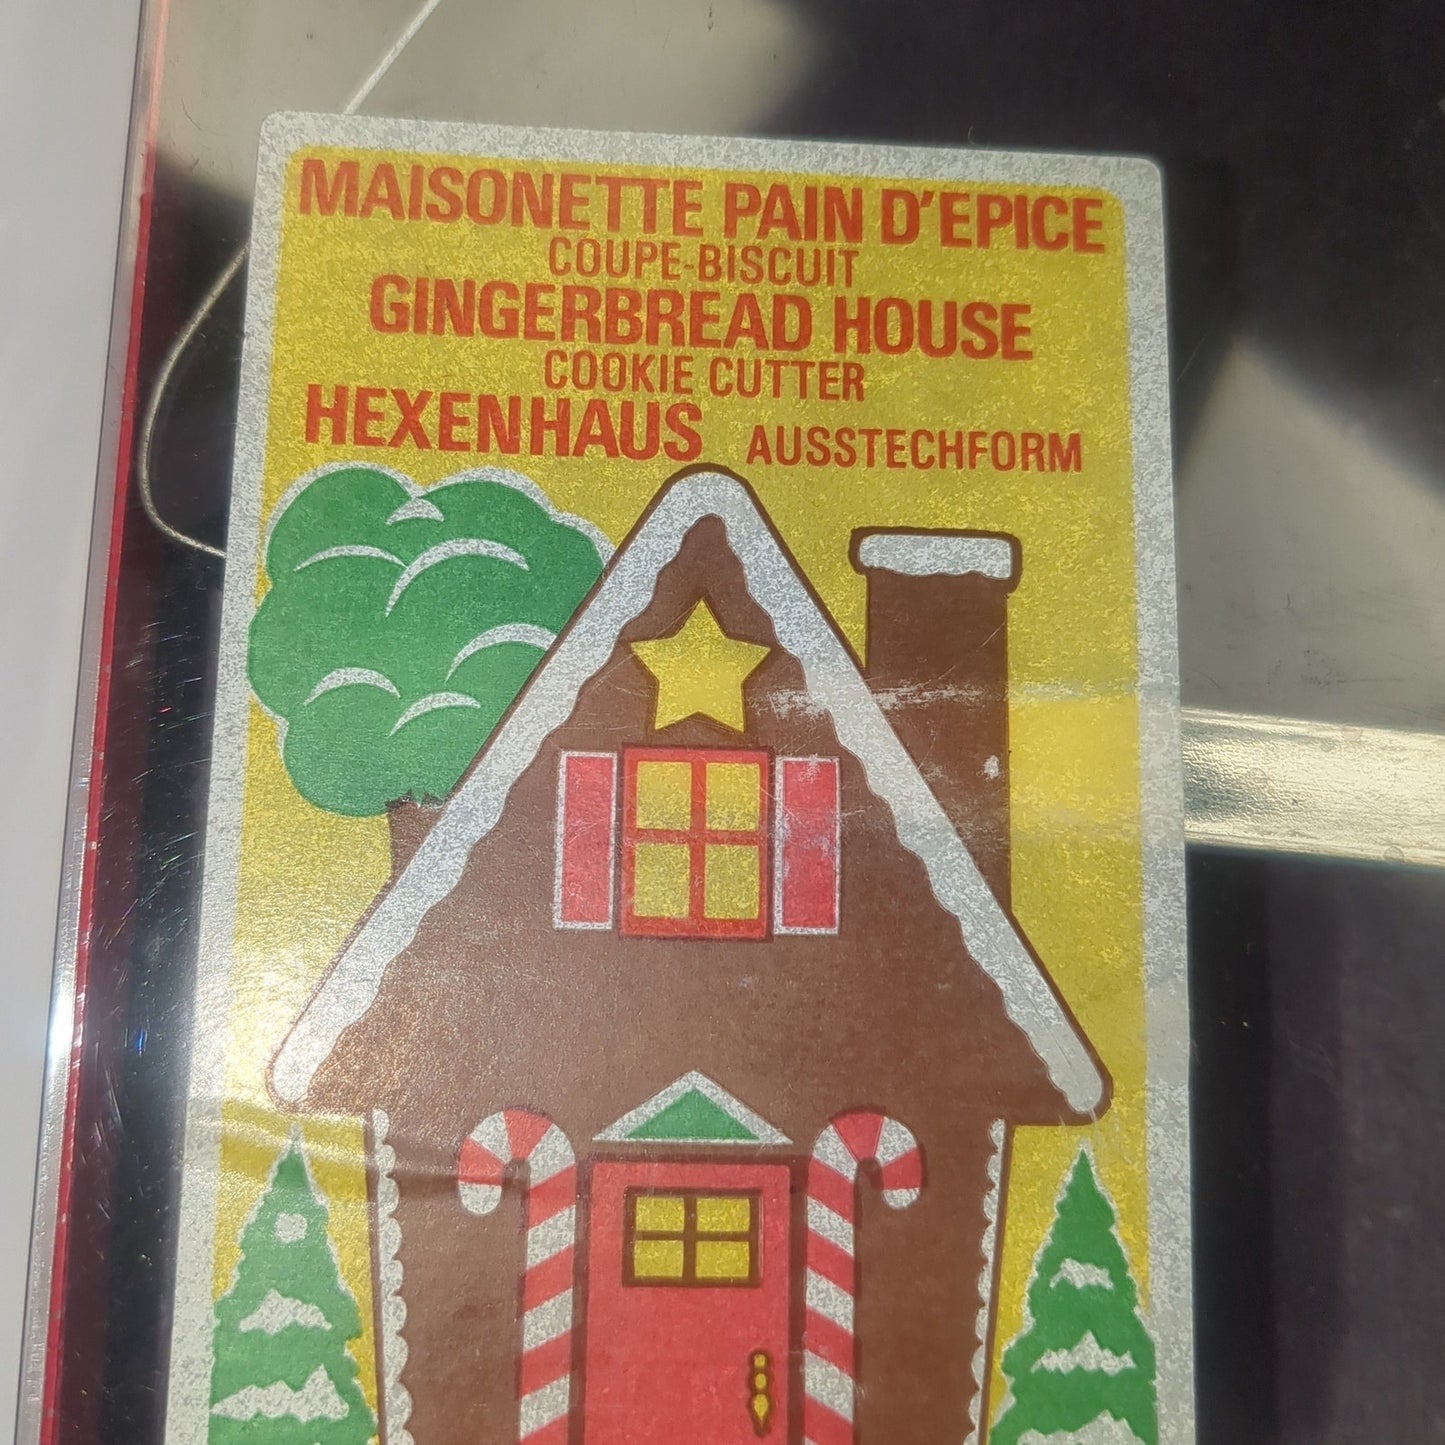 MAISONETTE PAIN D'EPICE
COUPE-BISCUIT
GINGERBREAD HOUSE
COOKIE CUTTER
HEXENHAUS AUSSTECHFORM